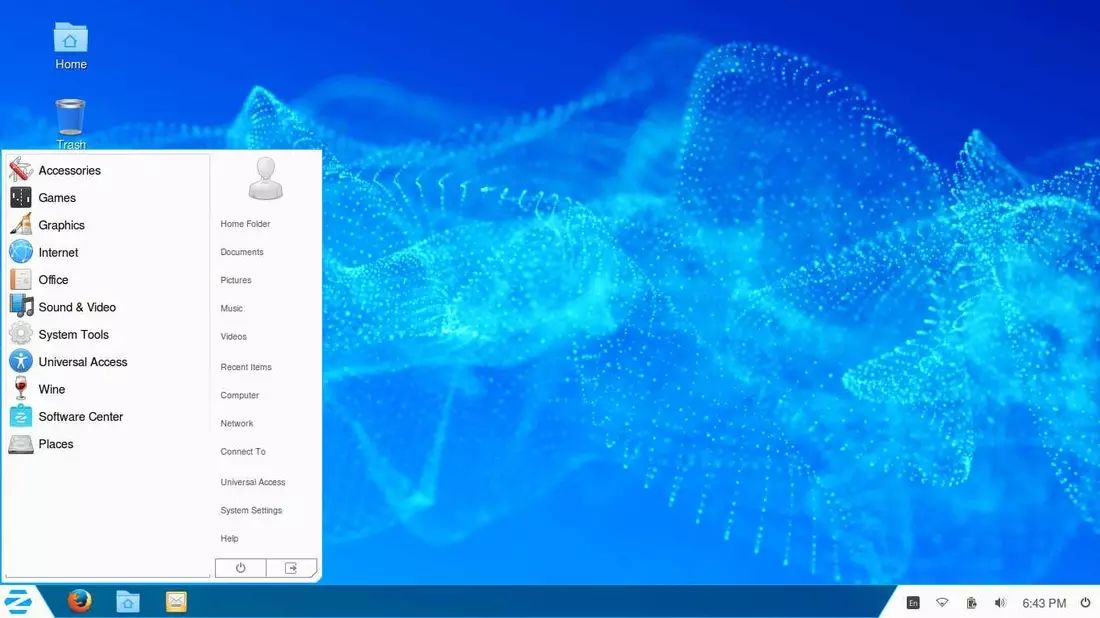 Home
Trash
Accessories
Games
Graphics
Internet
Office
Sound & Video
System Tools
Universal Access
Wine
Software Center
Places
Home Folder
Documents
Pictures
Music
Videos
Recent Items
Computer
Network
Connect To
Universal Access
System Settings
Help
En
6:43 PM